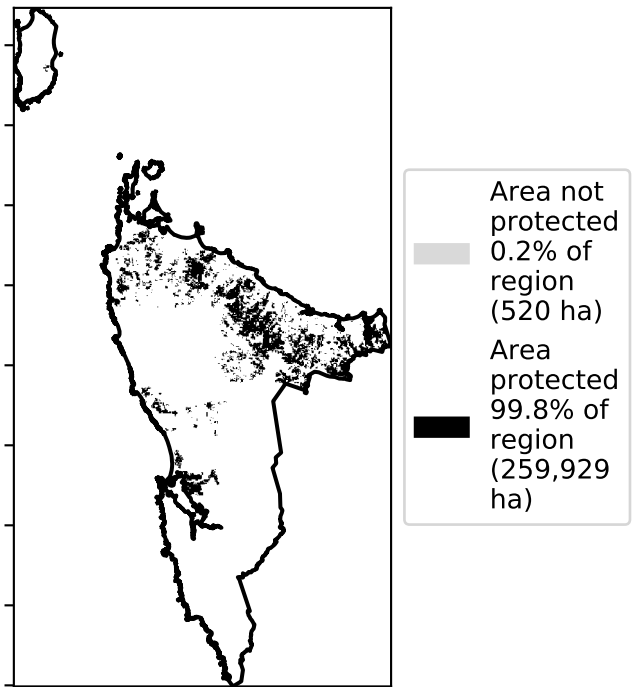 Area not
protected
0.2% of
region
(520 ha)
Area
protected
99.8% of
region
(259,929
ha)